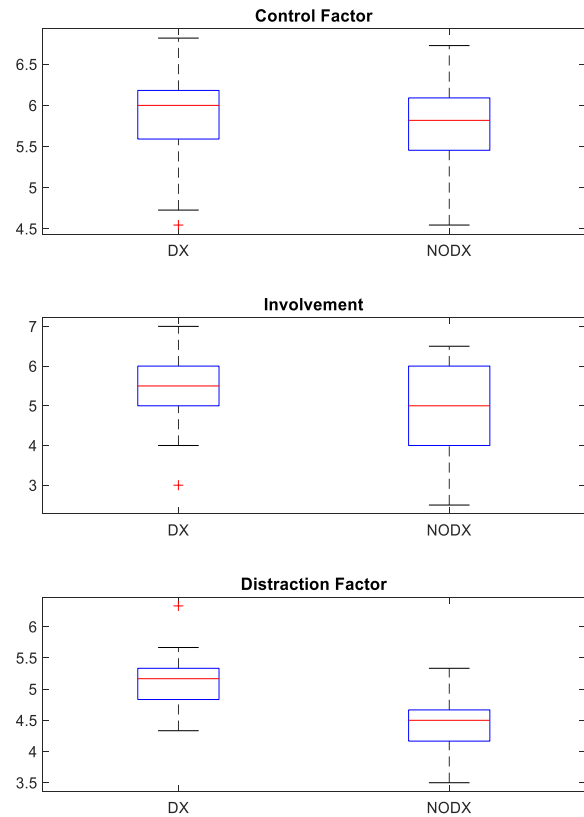 Control Factor
6.5
6
5.5
5
4.5
DX NODX
Involvement
7
6
5
4
3
DX NODX
Distraction Factor
6
5.5
5
4.5
4
3.5
DX NODX